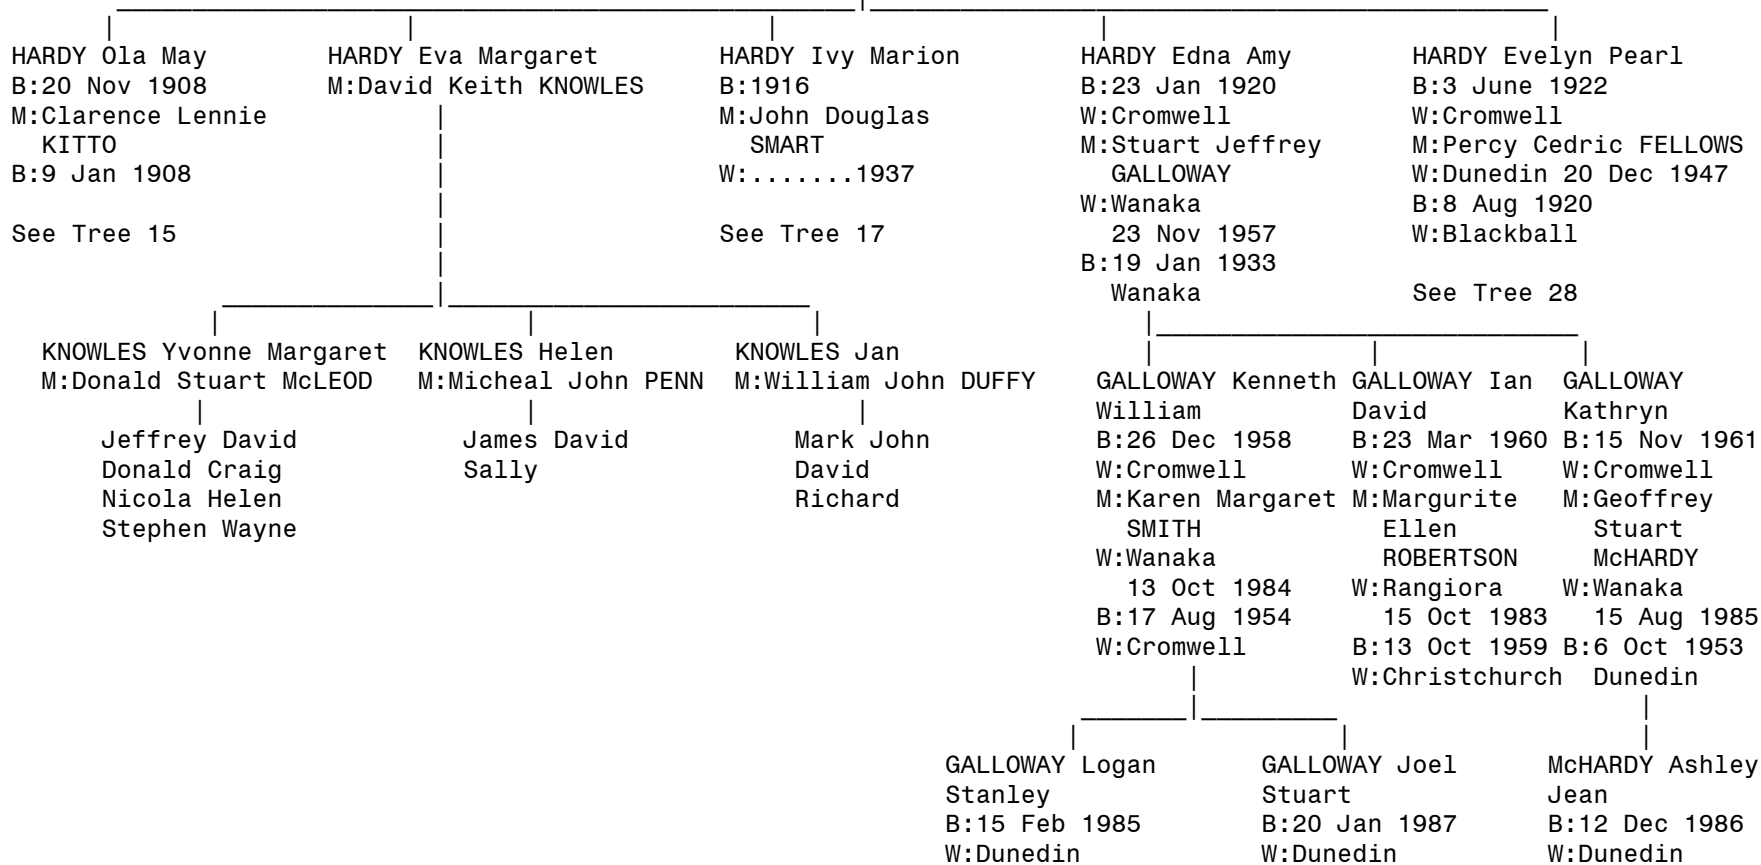 HARDY Ola May
B:20 Nov 1908
M:Clarence Lennie
KITTO
B:9 Jan 1908
See Tree 15
HARDY Eva Margaret
M:David Keith KNOWLES
HARDY Ivy Marion
B:1916
M:John Douglas
SMART
W:.......1937
See Tree 17
HARDY Edna Amy
B:23 Jan 1920
W:Cromwell
M:Stuart Jeffrey
GALLOWAY
W:Wanaka
23 Nov 1957
B:19 Jan 1933
Wanaka
HARDY Evelyn Pearl
B:3 June 1922
W:Cromwell
M:Percy Cedric FELLOWS
W:Dunedin 20 Dec 1947
B:8 Aug 1920
W:Blackball
See Tree 28
KNOWLES Yvonne Margaret
M:Donald Stuart McLEOD
Jeffrey David
Donald Craig
Nicola Helen
Stephen Wayne
KNOWLES Helen
M:Micheal John PENN
James David
Sally
KNOWLES Jan
M:William John DUFFY
Mark John
David
Richard
GALLOWAY Kenneth
William
B:26 Dec 1958
W:Cromwell
M:Karen Margaret
SMITH
W:Wanaka
13 Oct 1984
B:17 Aug 1954
W:Cromwell
GALLOWAY Ian
David
B:23 Mar 1960
W:Cromwell
M:Margurite
Ellen
ROBERTSON
W:Rangiora
15 Oct 1983
B:13 Oct 1959
W:Christchurch
GALLOWAY
Kathryn
B:15 Nov 1961
W:Cromwell
M:Geoffrey
Stuart
McHARDY
W:Wanaka
15 Aug 1985
B:6 Oct 1953
Dunedin
GALLOWAY Logan
Stanley
B:15 Feb 1985
W:Dunedin
GALLOWAY Joel
Stuart
B:20 Jan 1987
W:Dunedin
McHARDY Ashley
Jean
B:12 Dec 1986
W:Dunedin